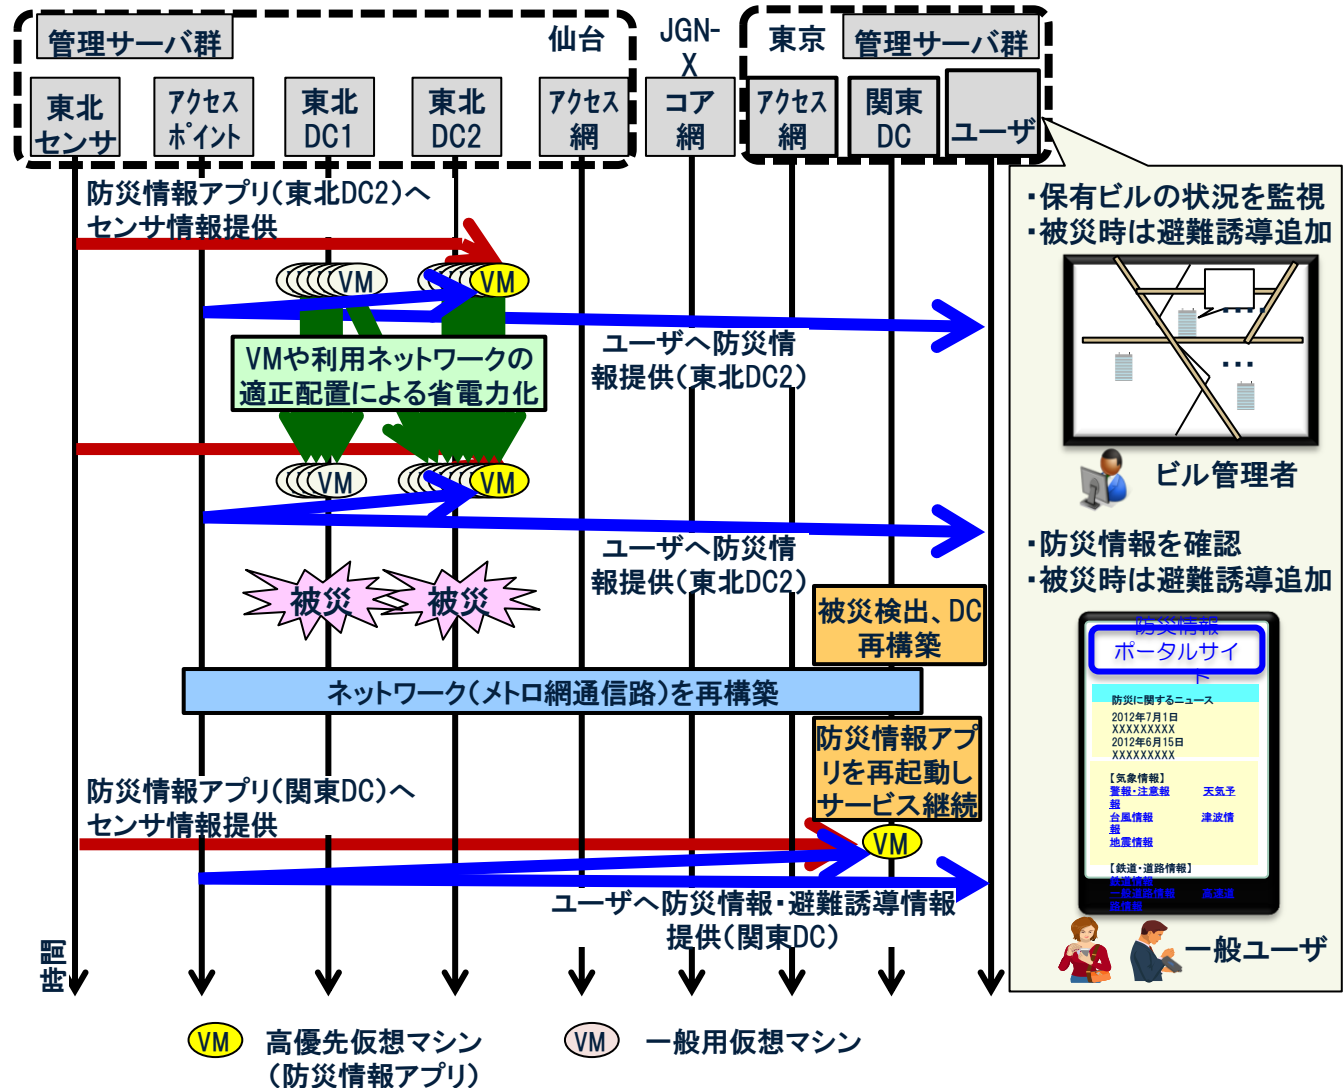 管理サーバ群
仙台
JGN-
X
東京
管理サーバ群
東北
センサ
アクセス
ポイント
東北
DC1
東北
DC2
アクセス
網
コア
網
アクセス
網
関東
DC
ユーザ
防災情報アプリ(東北DC2)へ
センサ情報提供
VM
VM
ユーザへ防災情
報提供(東北DC2)
VMや利用ネットワークの
適正配置による省電力化
VM
VM
ユーザへ防災情
報提供(東北DC2)
被災
被災
被災検出、DC
再構築
ネットワーク(メトロ網通信路)を再構築
防災情報アプ
リを再起動し
サービス継続
防災情報アプリ(関東DC)へ
センサ情報提供
VM
ユーザへ防災情報・避難誘導情報
提供(関東DC)
時間
VM
高優先仮想マシン
(防災情報アプリ)
VM
一般用仮想マシン
・保有ビルの状況を監視
・被災時は避難誘導追加
・・・
・・・
ビル管理者
・防災情報を確認
・被災時は避難誘導追加
防災情報
ポータルサイ
ト
防災に関するニュース
2012年7月1日
XXXXXXXXX
2012年6月15日
XXXXXXXXX
【気象情報】
警報・注意報 天気予
報
台風情報 津波情
報
地震情報
【鉄道・道路情報】
鉄道情報
一般道路情報 高速道
路情報
一般ユーザ